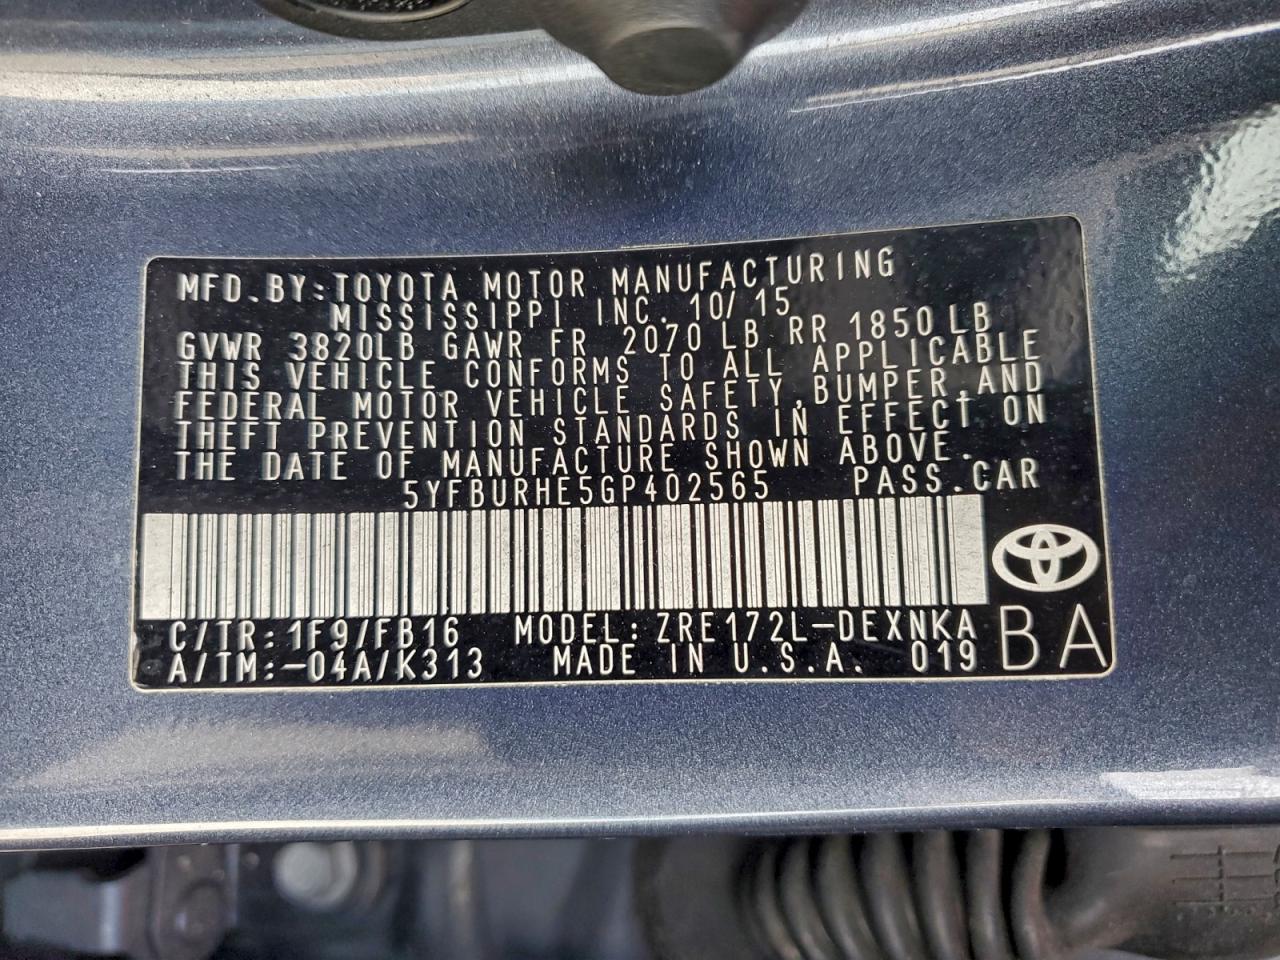 MFD.BY:TOYOTA MOTOR MANUFACTURING
MISSISSIPPI INC. 10/15
GVWR 3820LB GAWR FR 2070 LB RR 1850 LB
THIS VEHICLE CONFORMS TO ALL APPLICABLE
FEDERAL MOTOR VEHICLE SAFETY,BUMPER,AND
THEFT PREVENTION STANDARDS IN EFFECT ON
THE DATE OF MANUFACTURE SHOWN ABOVE.
5YFBURHE5GP402565 PASS.CAR
C/TR: 1F9/FB16 MODEL: ZRE172L-DEXNKA
A/TM:-04A/K313 MADE IN U.S.A. 019
BA